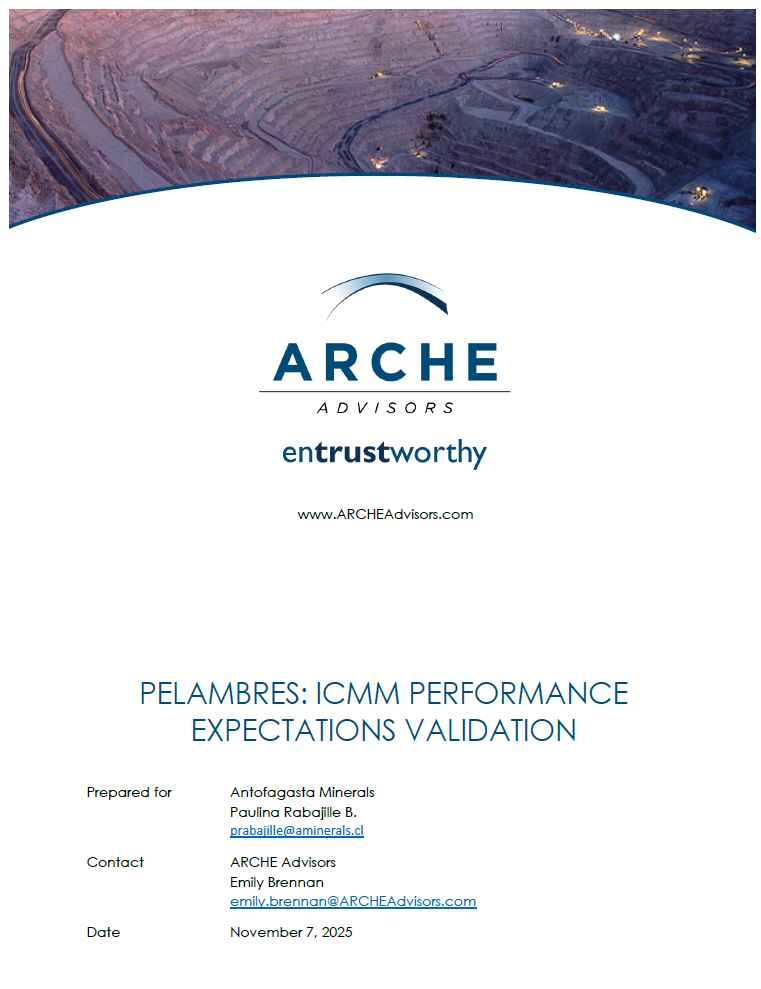 ARCHE
ADVISORS
entrustworthy
www.ARCHEAdvisors.com
PELAMBRES: ICMM PERFORMANCE
EXPECTATIONS VALIDATION
Prepared for Antofagasta Minerals
Paulina Rabajille B.
prabajille@aminerals.cl
Contact ARCHE Advisors
Emily Brennan
emily.brennan@ARCHEAdvisors.com
Date November 7, 2025